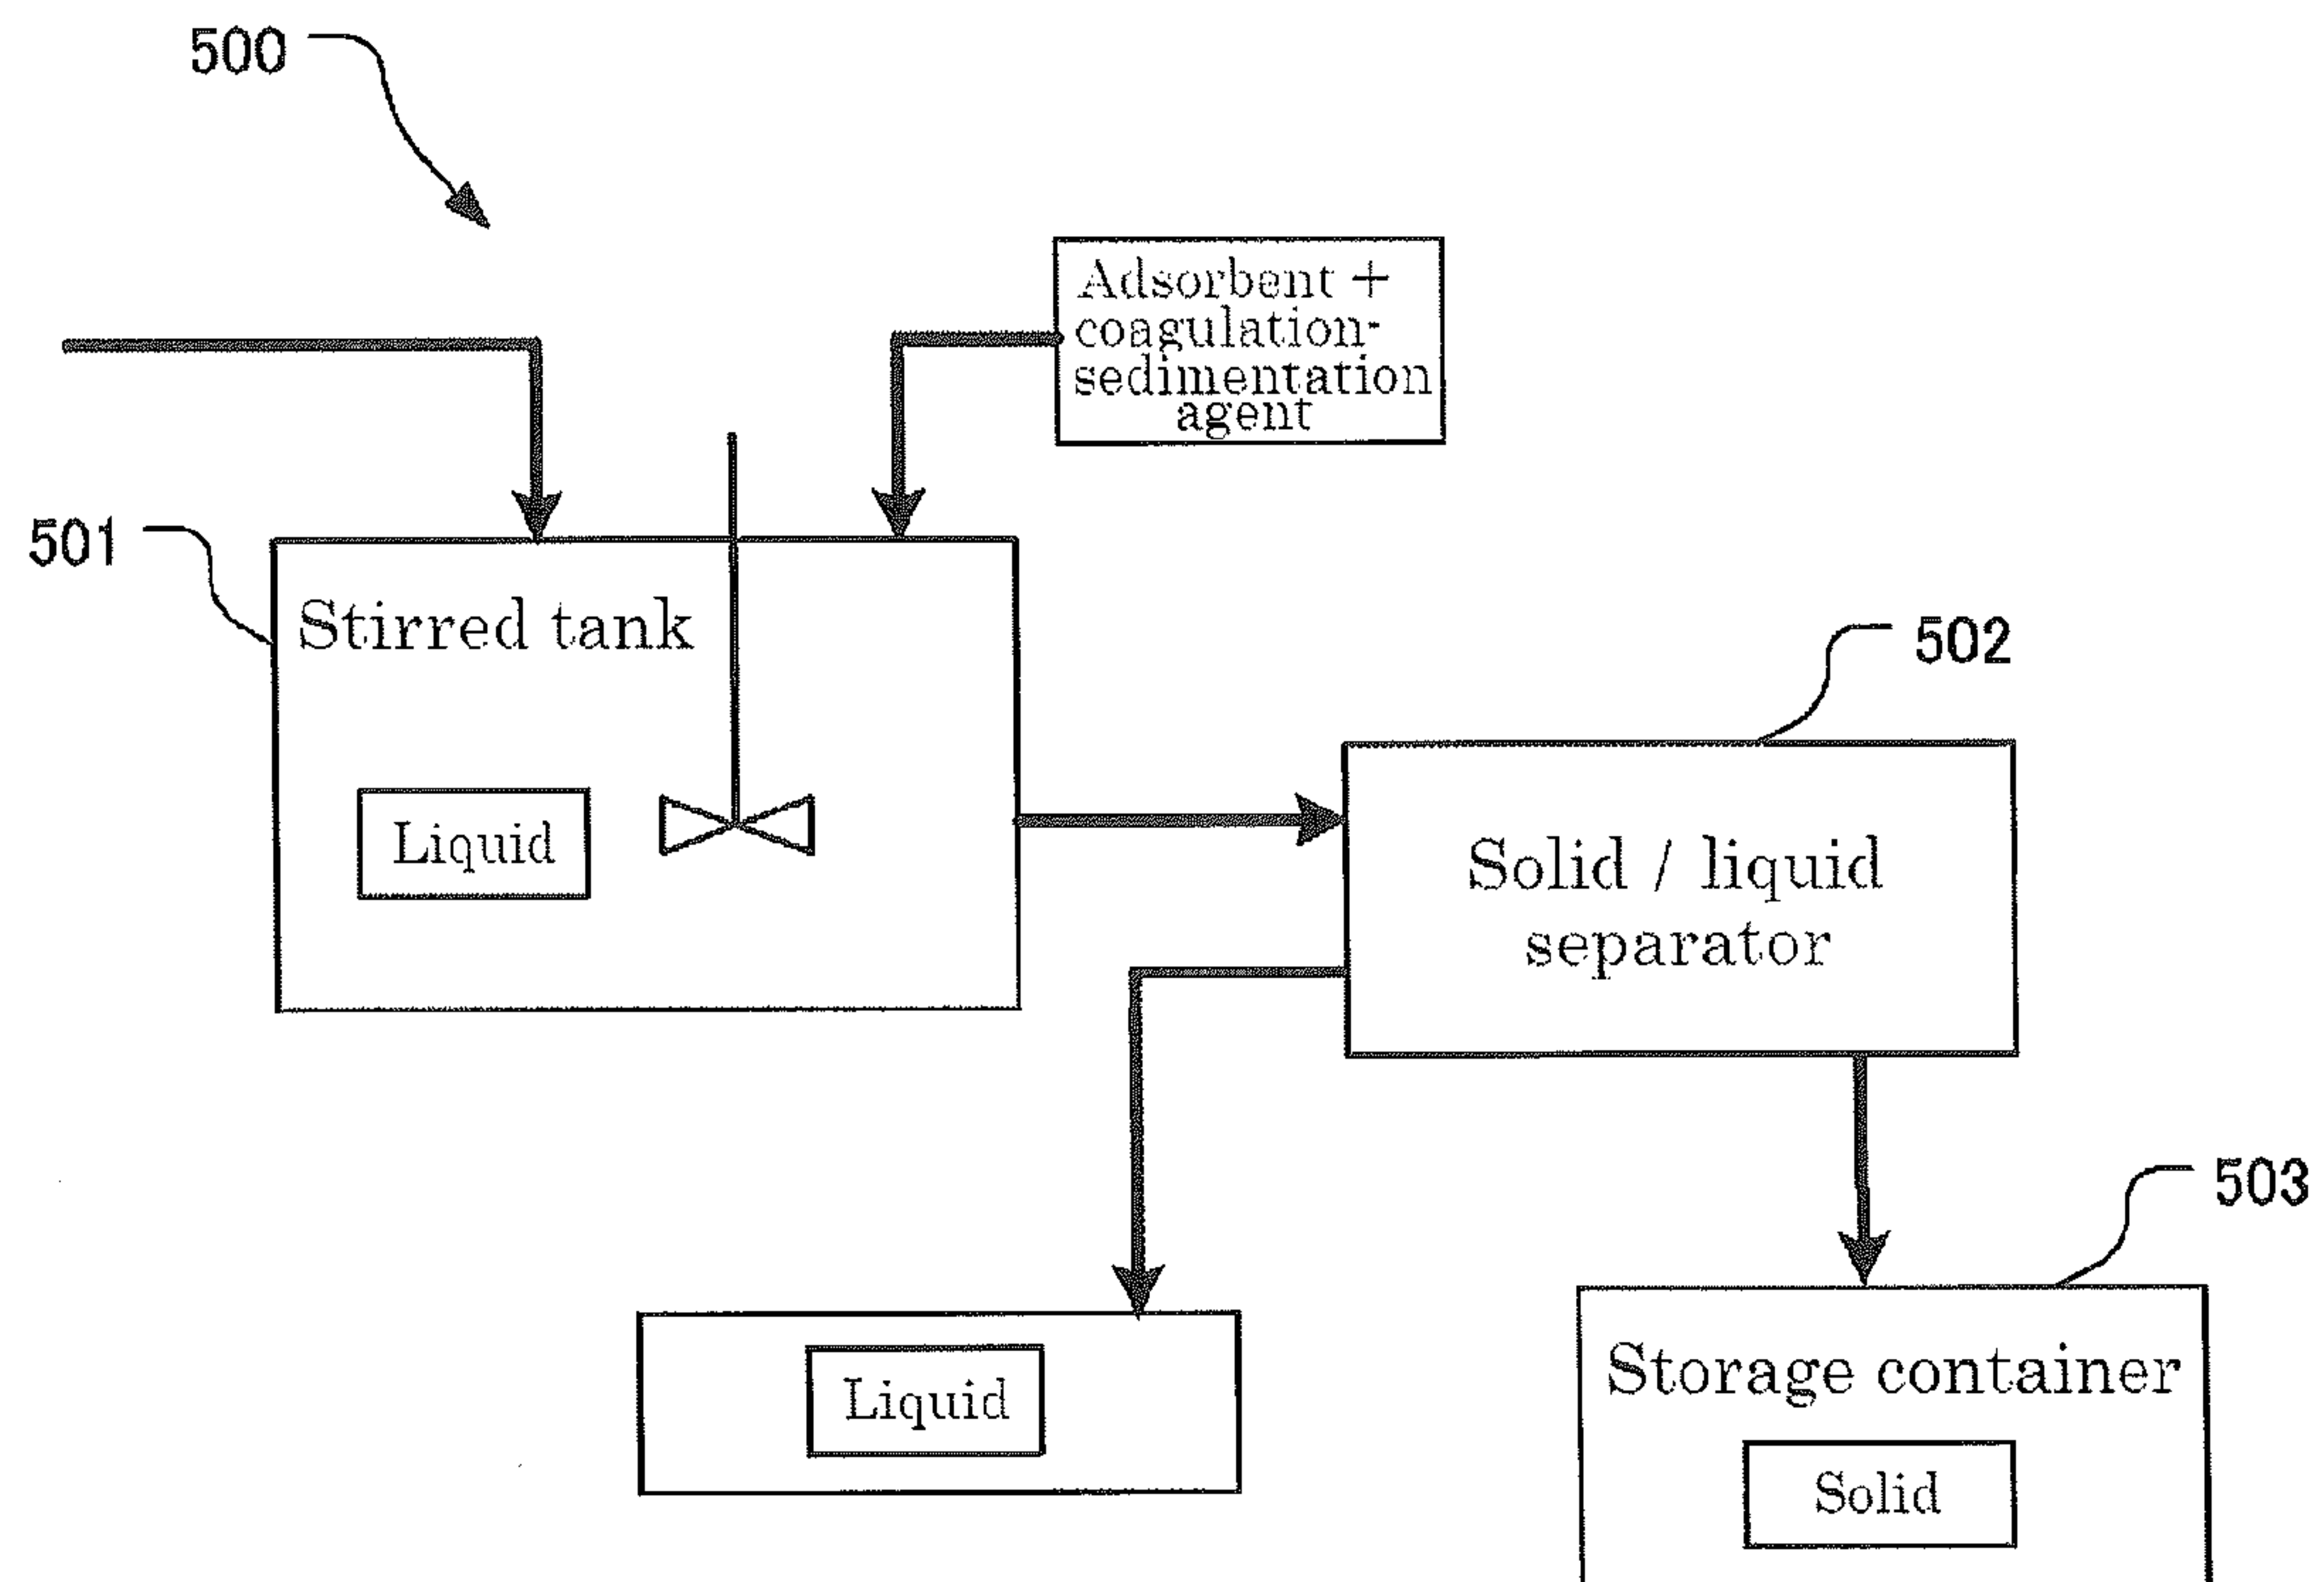 500
Adsorbent +
coagulation-
sedimentation
agent
501
Stirred tank
502
Liquid
Solid / liquid
separator
503
Storage container
Liquid
Solid